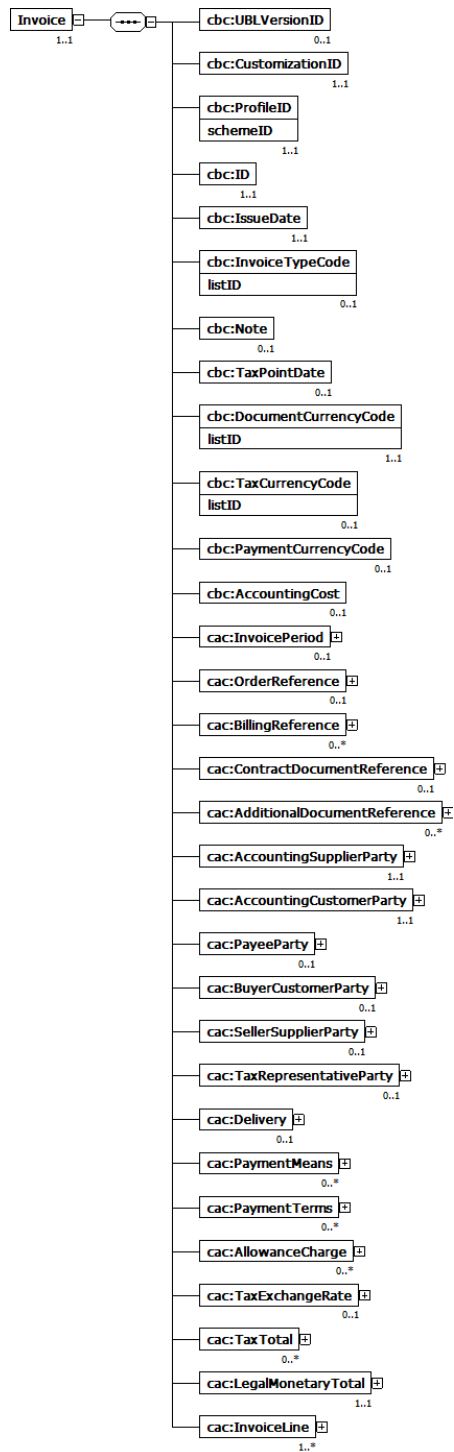 Invoice
1..1
cbc:UBLVersionID
0..1
cbc:CustomizationID
1..1
cbc:ProfileID
schemeID
1..1
cbc:ID
1..1
cbc:IssueDate
1..1
cbc:InvoiceTypeCode
listID
0..1
cbc:Note
0..1
cbc:TaxPointDate
0..1
cbc:DocumentCurrencyCode
listID
1..1
cbc:TaxCurrencyCode
listID
0..1
cbc:PaymentCurrencyCode
0..1
cbc:AccountingCost
0..1
cac:InvoicePeriod
0..1
cac:OrderReference
0..1
cac:BillingReference
0..*
cac:ContractDocumentReference
0..1
cac:AdditionalDocumentReference
0..*
cac:AccountingSupplierParty
1..1
cac:AccountingCustomerParty
1..1
cac:PayeeParty
0..1
cac:BuyerCustomerParty
0..1
cac:SellerSupplierParty
0..1
cac:TaxRepresentativeParty
0..1
cac:Delivery
0..1
cac:PaymentMeans
0..*
cac:PaymentTerms
0..*
cac:AllowanceCharge
0..*
cac:TaxExchangeRate
0..1
cac:TaxTotal
0..*
cac:LegalMonetaryTotal
1..1
cac:InvoiceLine
1..*